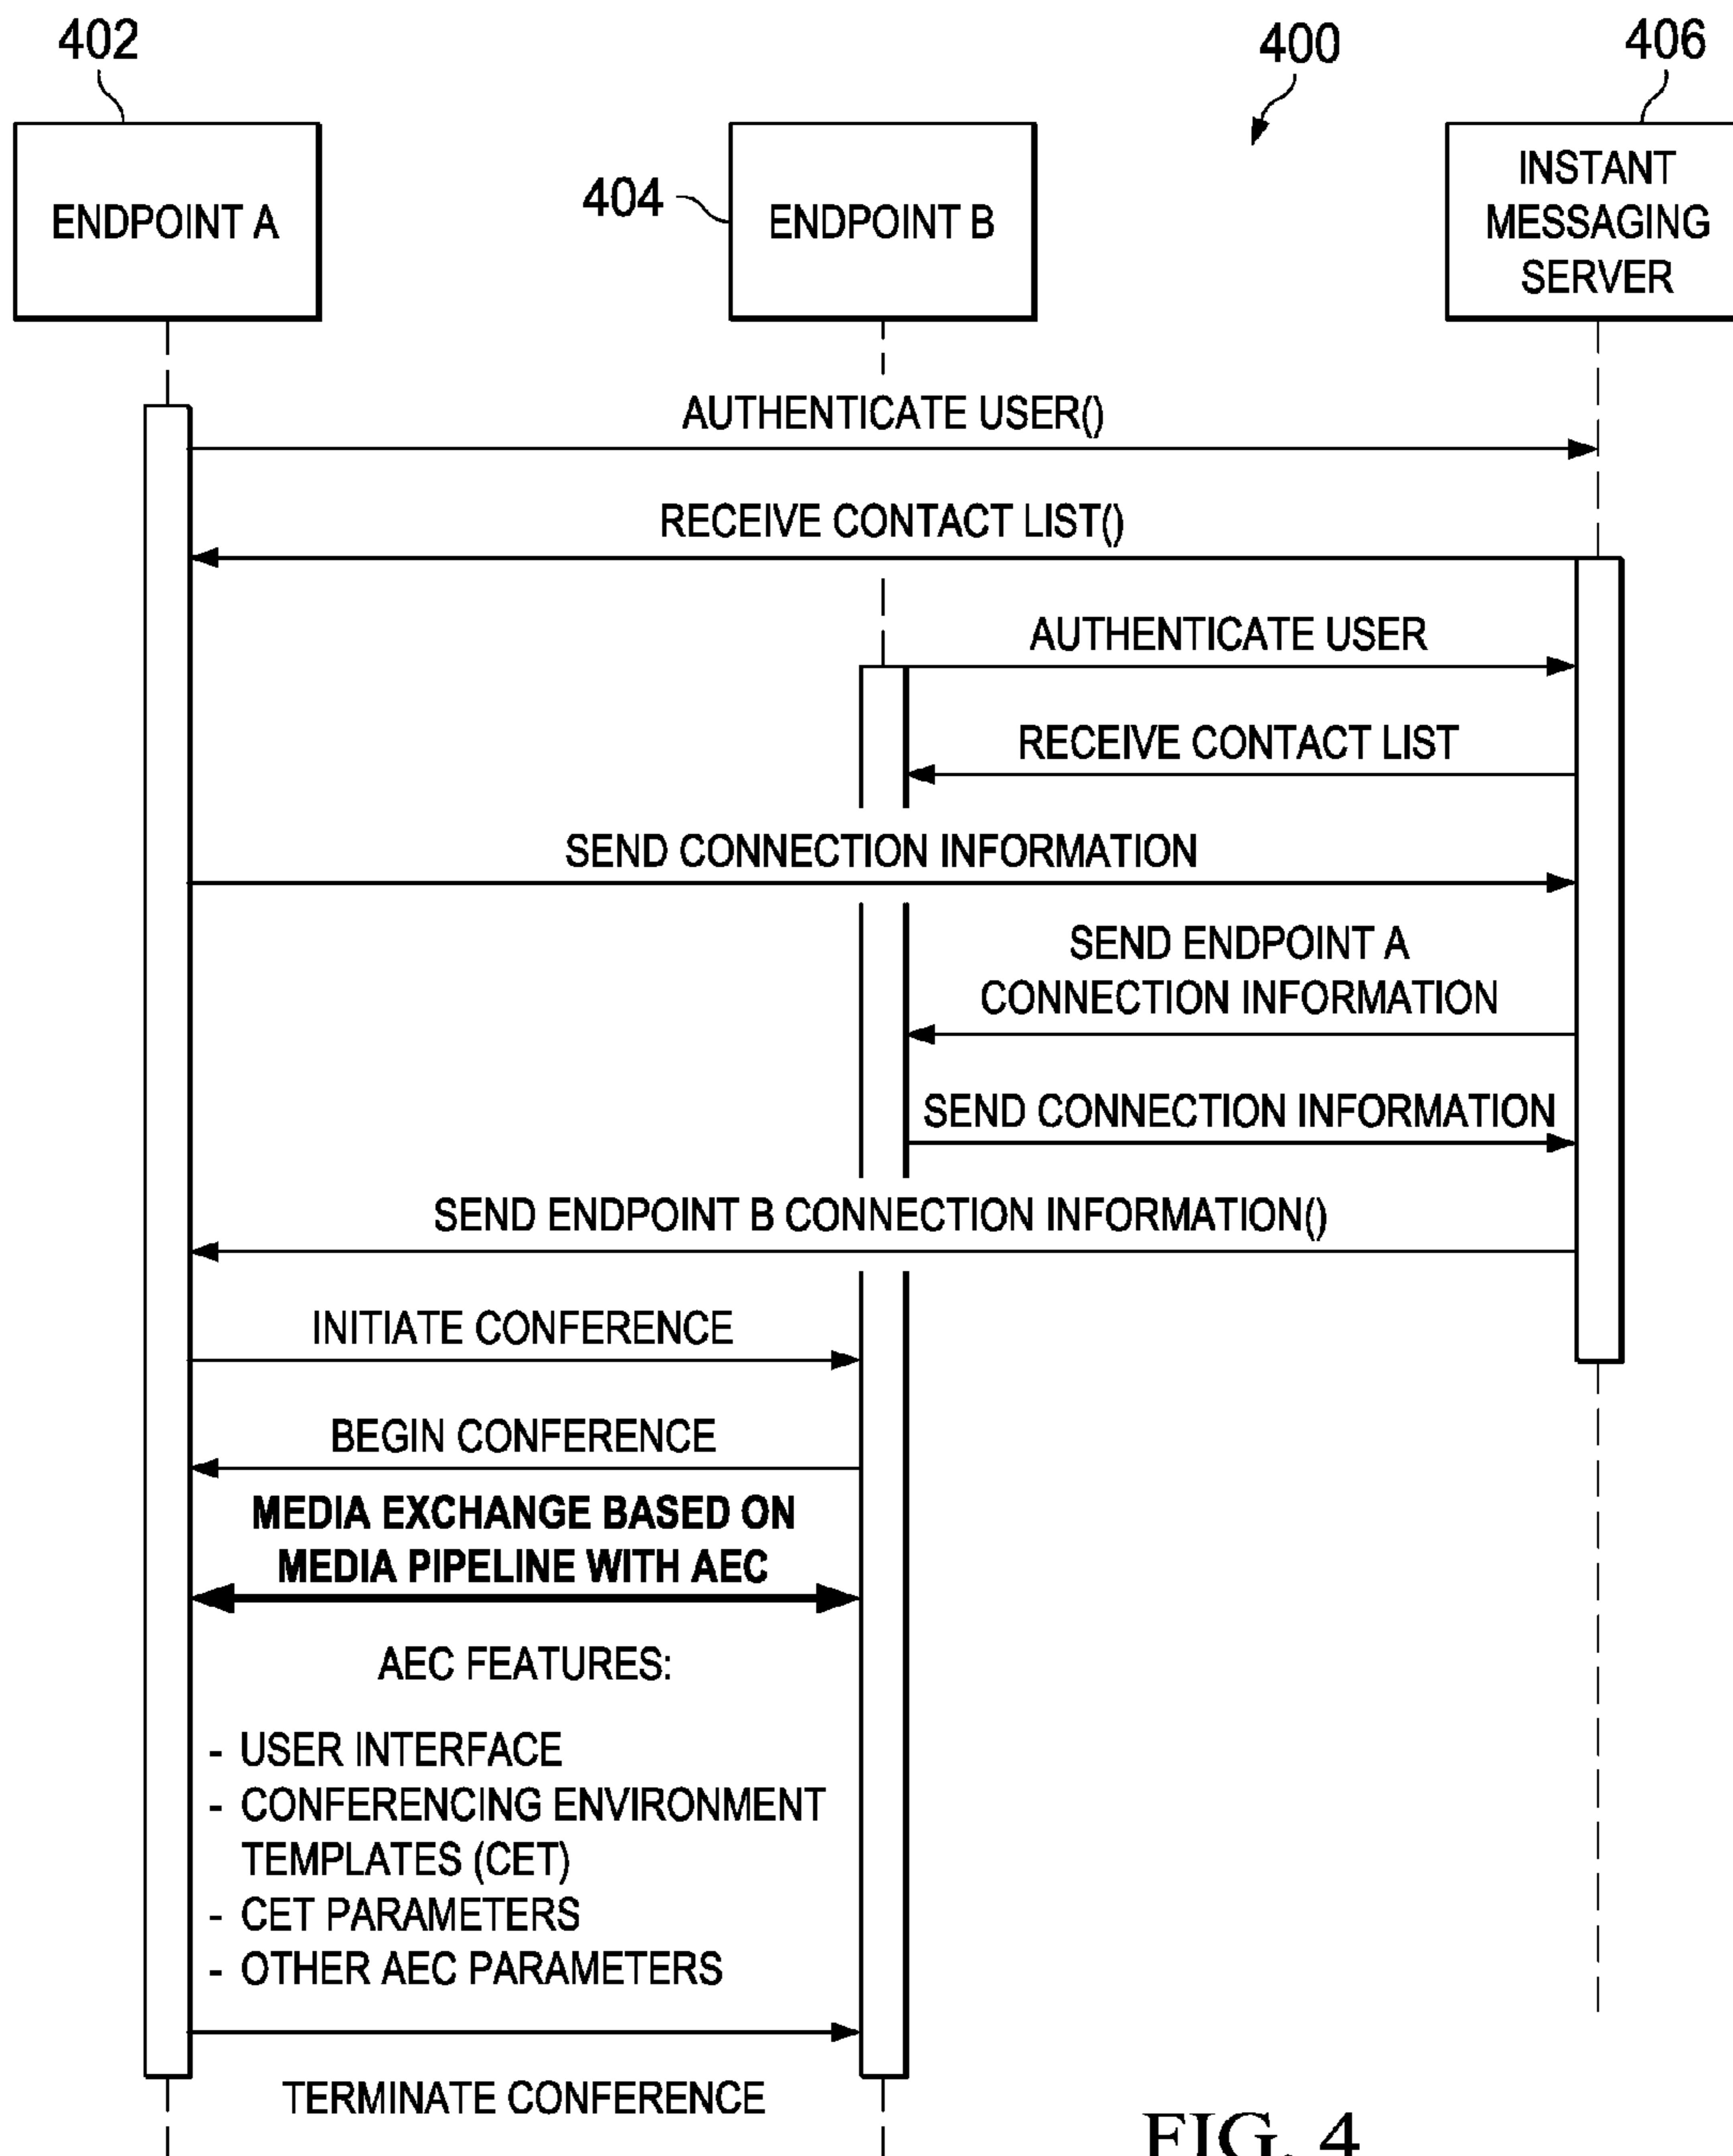 402
400
406
ENDPOINT A
404
ENDPOINT B
INSTANT
MESSAGING
SERVER
AUTHENTICATE USER()
RECEIVE CONTACT LIST()
AUTHENTICATE USER
RECEIVE CONTACT LIST
SEND CONNECTION INFORMATION
SEND ENDPOINT A
CONNECTION INFORMATION
SEND CONNECTION INFORMATION
SEND ENDPOINT B CONNECTION INFORMATION()
INITIATE CONFERENCE
BEGIN CONFERENCE
MEDIA EXCHANGE BASED ON
MEDIA PIPELINE WITH AEC
AEC FEATURES:
- USER INTERFACE
- CONFERENCING ENVIRONMENT
TEMPLATES (CET)
- CET PARAMETERS
- OTHER AEC PARAMETERS
TERMINATE CONFERENCE
FIG. 4